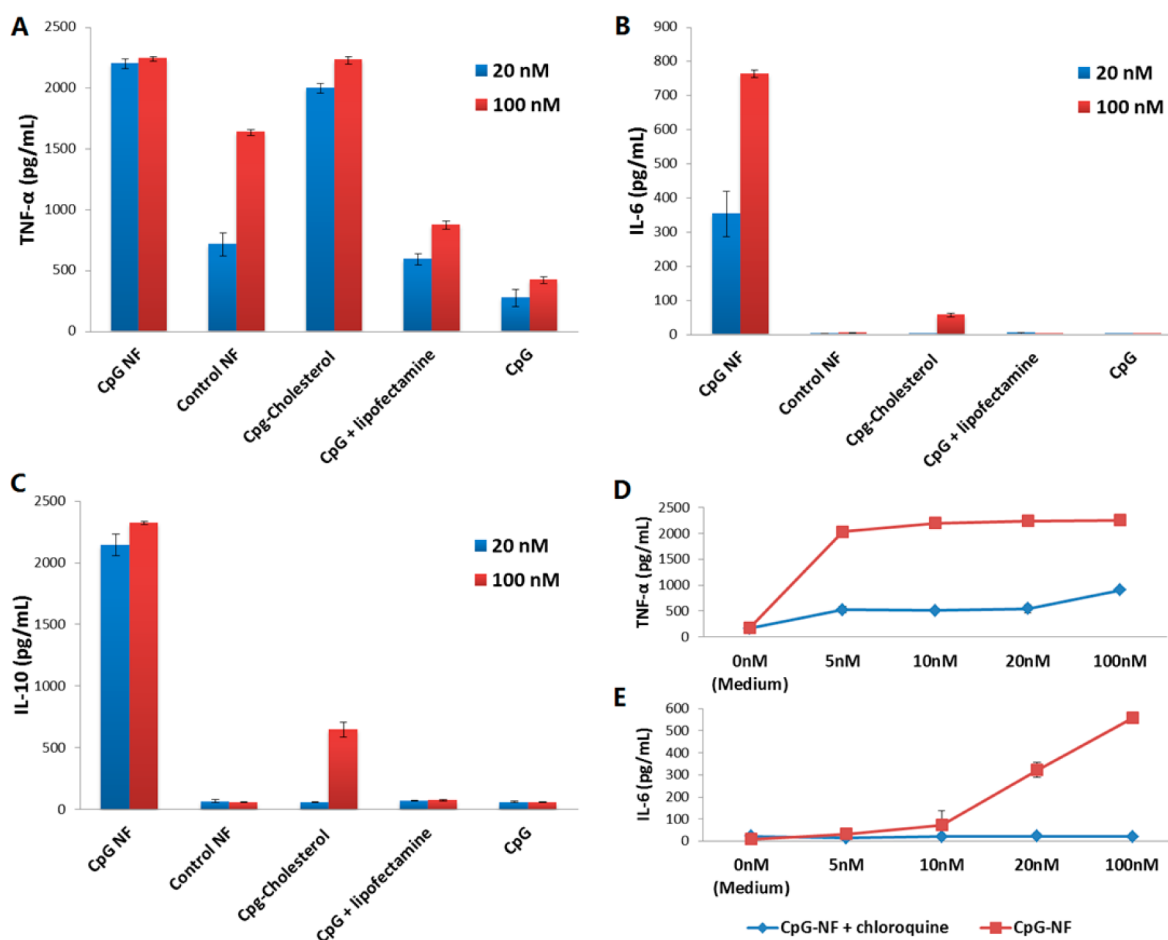 A
TNF-α (pg/mL)
2500
2000
1500
1000
500
0
20 nM
100 nM
CpG NF
Control NF
Cpg-Cholesterol
CpG + lipofectamine
CpG
B
IL-6 (pg/mL)
900
800
700
600
500
400
300
200
100
0
20 nM
100 nM
CpG NF
Control NF
Cpg-Cholesterol
CpG + lipofectamine
CpG
C
IL-10 (pg/mL)
2500
2000
1500
1000
500
0
20 nM
100 nM
CpG NF
Control NF
Cpg-Cholesterol
CpG + lipofectamine
CpG
D
TNF-α (pg/mL)
2500
2000
1500
1000
500
0
0nM 5nM 10nM 20nM 100nM
(Medium)
E
IL-6 (pg/mL)
600
500
400
300
200
100
0
0nM 5nM 10nM 20nM 100nM
(Medium)
CpG-NF + chloroquine CpG-NF